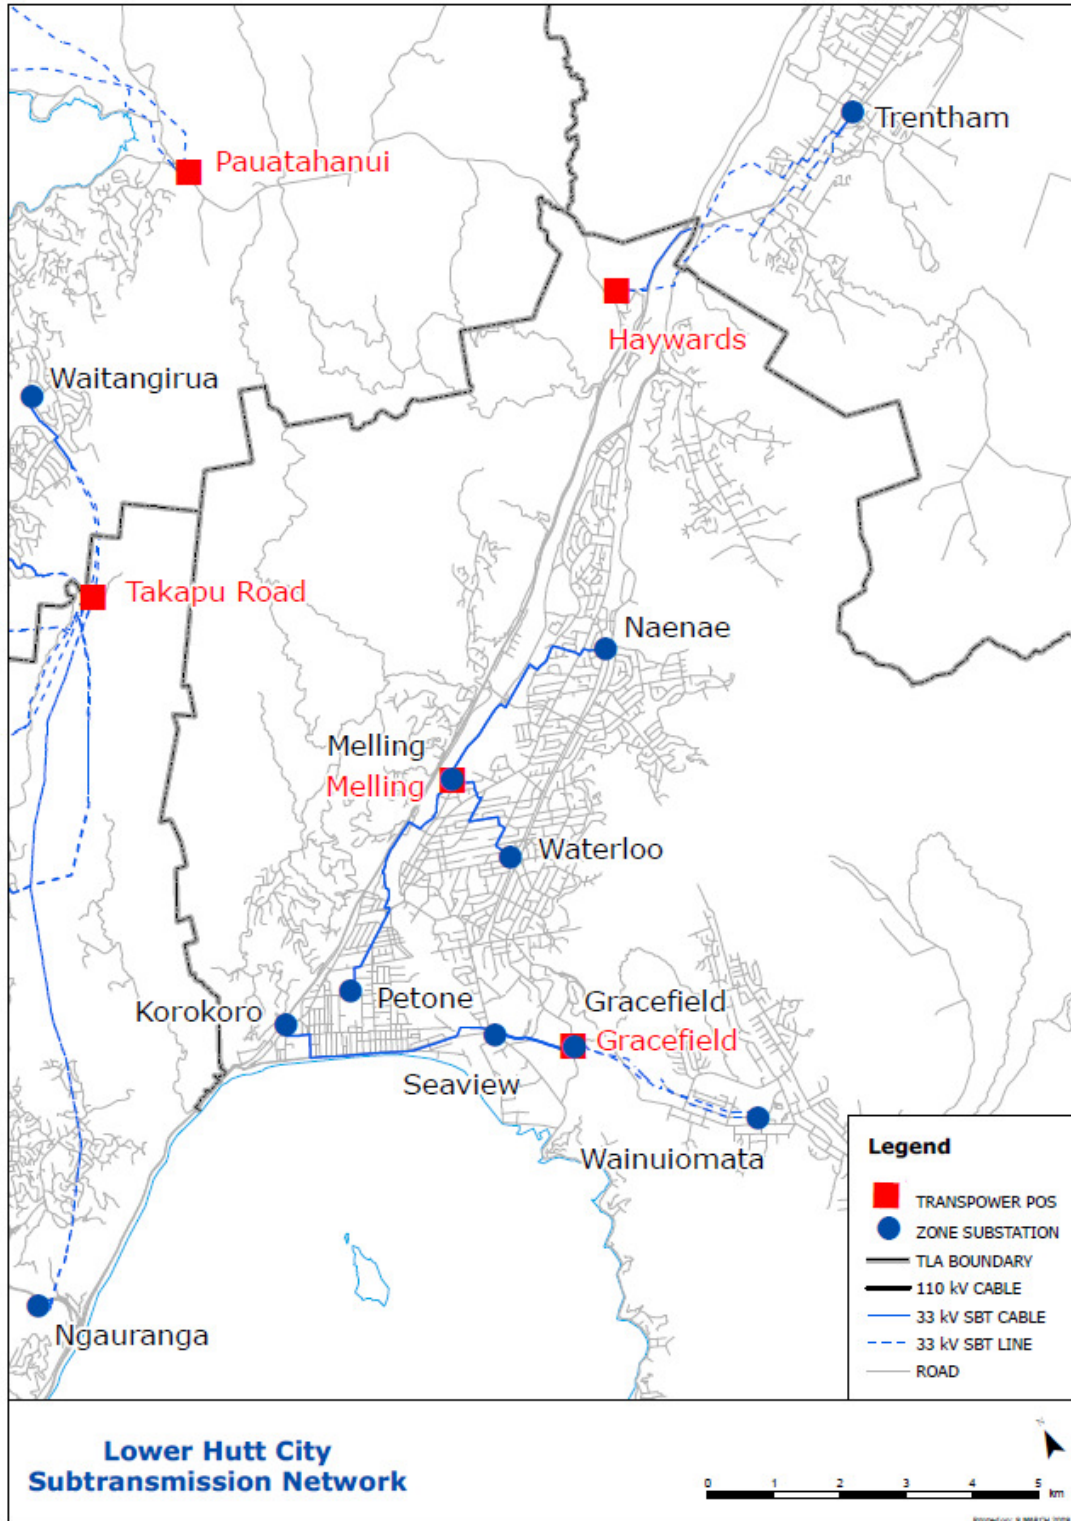 Trentham
Pauatahanui
Haywards
Waitangirua
Takapu Road
Naenae
Melling
Melling
Waterloo
Gracefield
Petone
Korokoro
Gracefield
Seaview
Wainuiomata
Legend
TRANSPOWER POS
ZONE SUBSTATION
TLA BOUNDARY
110 kV CABLE
33 kV SBT CABLE
33 kV SBT LINE
ROAD
Ngauranga
Lower Hutt City
Subtransmission Network
N
0 1 2 3 4 5
km